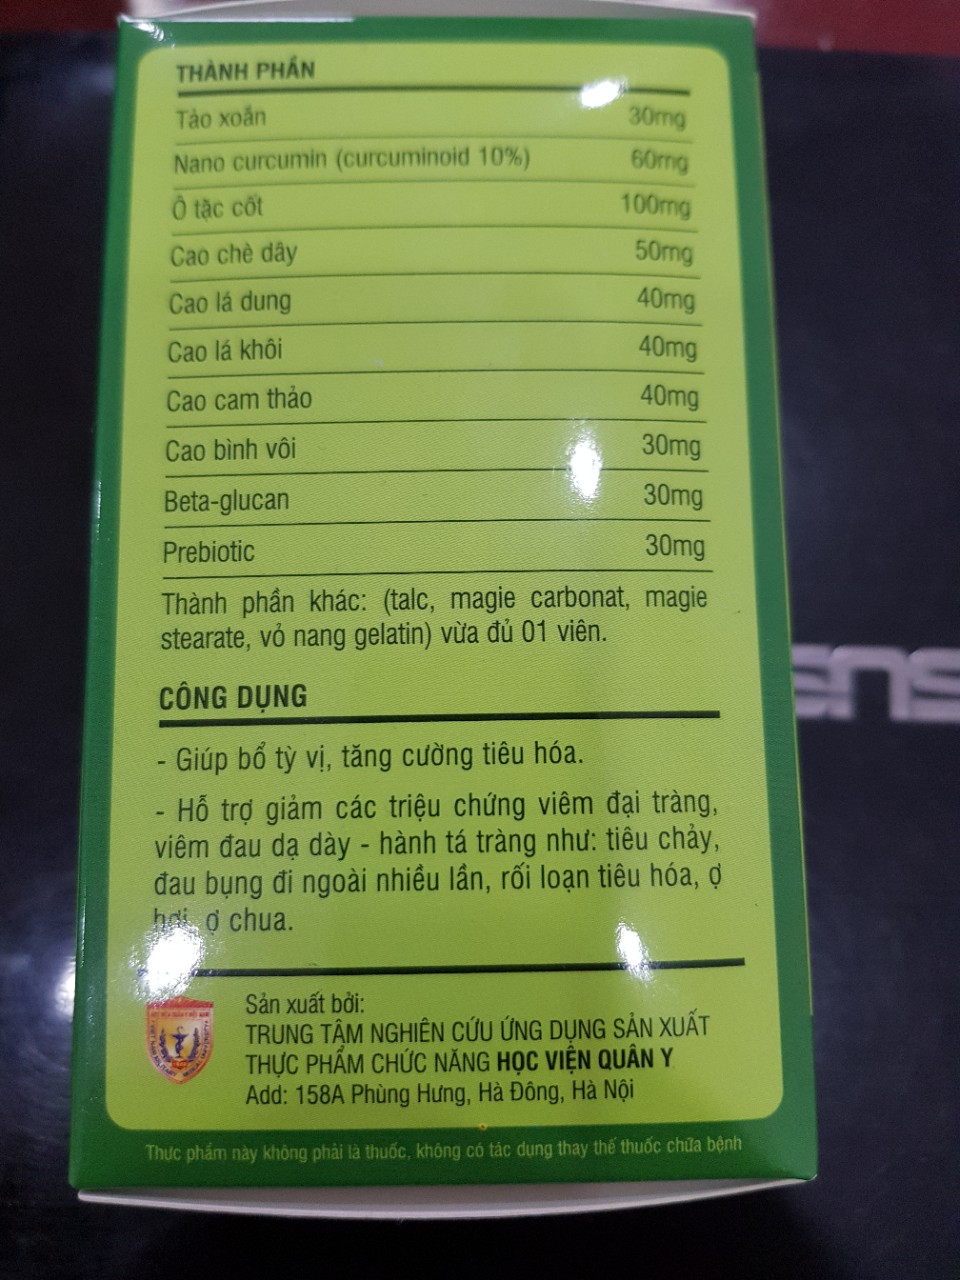 THÀNH PHẦN
Tảo xoắn 30mg
Nano curcumin (curcuminoid 10%) 60mg
Ô tặc cốt 100mg
Cao chè dây 50mg
Cao lá dung 40mg
Cao lá khôi 40mg
Cao cam thảo 40mg
Cao bình vôi 30mg
Beta-glucan 30mg
Prebiotic 30mg
Thành phần khác: (talc, magie carbonat, magie
stearate, vỏ nang gelatin) vừa đủ 01 viên.
CÔNG DỤNG
- Giúp bổ tỳ vị, tăng cường tiêu hóa.
- Hỗ trợ giảm các triệu chứng viêm đại tràng,
viêm đau dạ dày - hành tá tràng như: tiêu chảy,
đau bụng đi ngoài nhiều lần, rối loạn tiêu hóa, ợ
hơi, ợ chua.
Sản xuất bởi:
TRUNG TÂM NGHIÊN CỨU ỨNG DỤNG SẢN XUẤT
THỰC PHẨM CHỨC NĂNG HỌC VIỆN QUÂN Y
Add: 158A Phùng Hưng, Hà Đông, Hà Nội
Thực phẩm này không phải là thuốc, không có tác dụng thay thế thuốc chữa bệnh